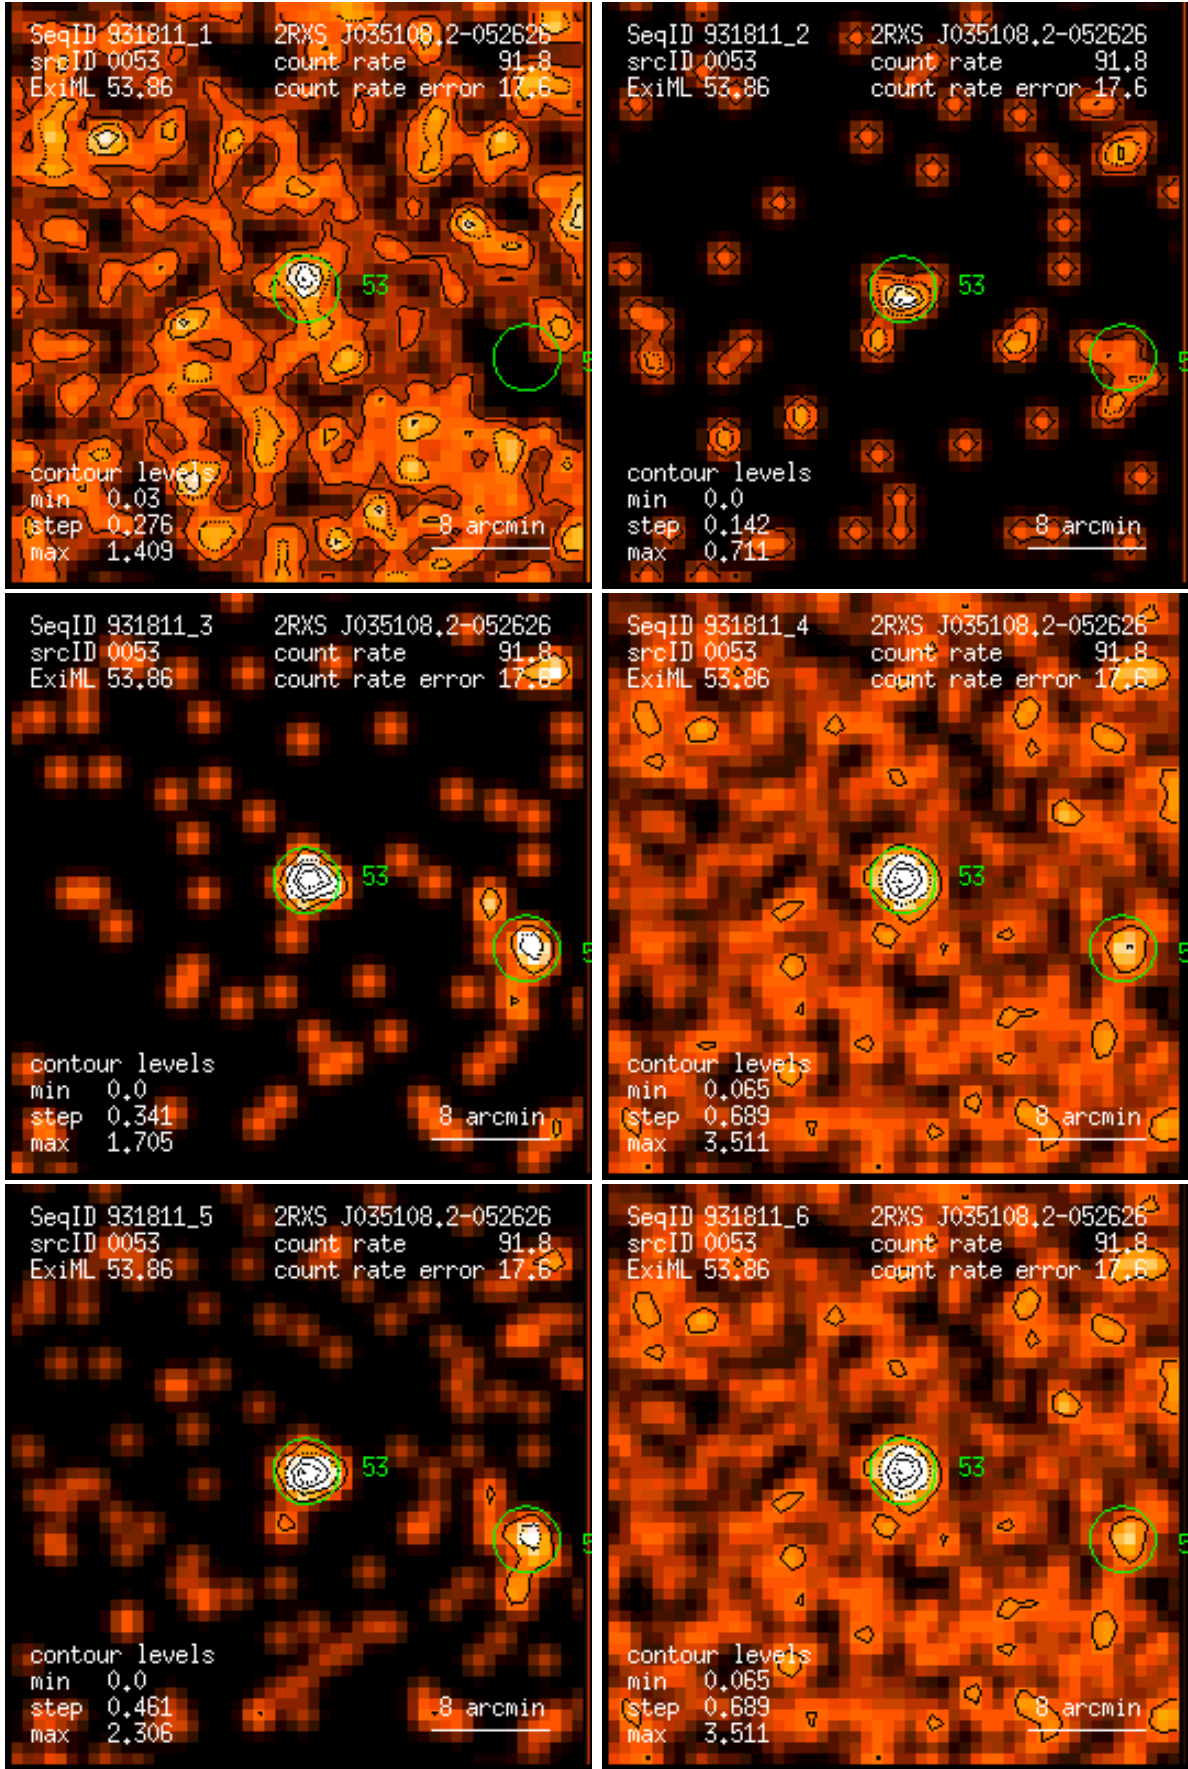 SeqID 931811_1 2RXS J035108.2-052626
srcID 0053 count rate 91.8
ExiML 53.86 count rate error 17.6
53
5
contour levels
min 0.03
step 0.276
max 1.409
8 arcmin
SeqID 931811_2 2RXS J035108.2-052626
srcID 0053 count rate 91.8
ExiML 53.86 count rate error 17.6
53
5
contour levels
min 0.0
step 0.142
max 0.711
8 arcmin
SeqID 931811_3 2RXS J035108.2-052626
srcID 0053 count rate 91.8
ExiML 53.86 count rate error 17.6
53
5
contour levels
min 0.0
step 0.341
max 1.705
8 arcmin
SeqID 931811_4 2RXS J035108.2-052626
srcID 0053 count rate 91.8
ExiML 53.86 count rate error 17.6
53
5
contour levels
min 0.065
step 0.689
max 3.511
8 arcmin
SeqID 931811_5 2RXS J035108.2-052626
srcID 0053 count rate 91.8
ExiML 53.86 count rate error 17.6
53
5
contour levels
min 0.0
step 0.461
max 2.306
8 arcmin
SeqID 931811_6 2RXS J035108.2-052626
srcID 0053 count rate 91.8
ExiML 53.86 count rate error 17.6
53
5
contour levels
min 0.065
step 0.689
max 3.511
8 arcmin